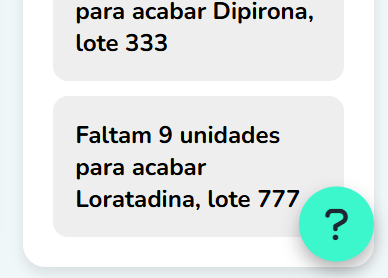 para acabar Dipirona,
lote 333
Faltam 9 unidades
para acabar
Loratadina, lote 777
?